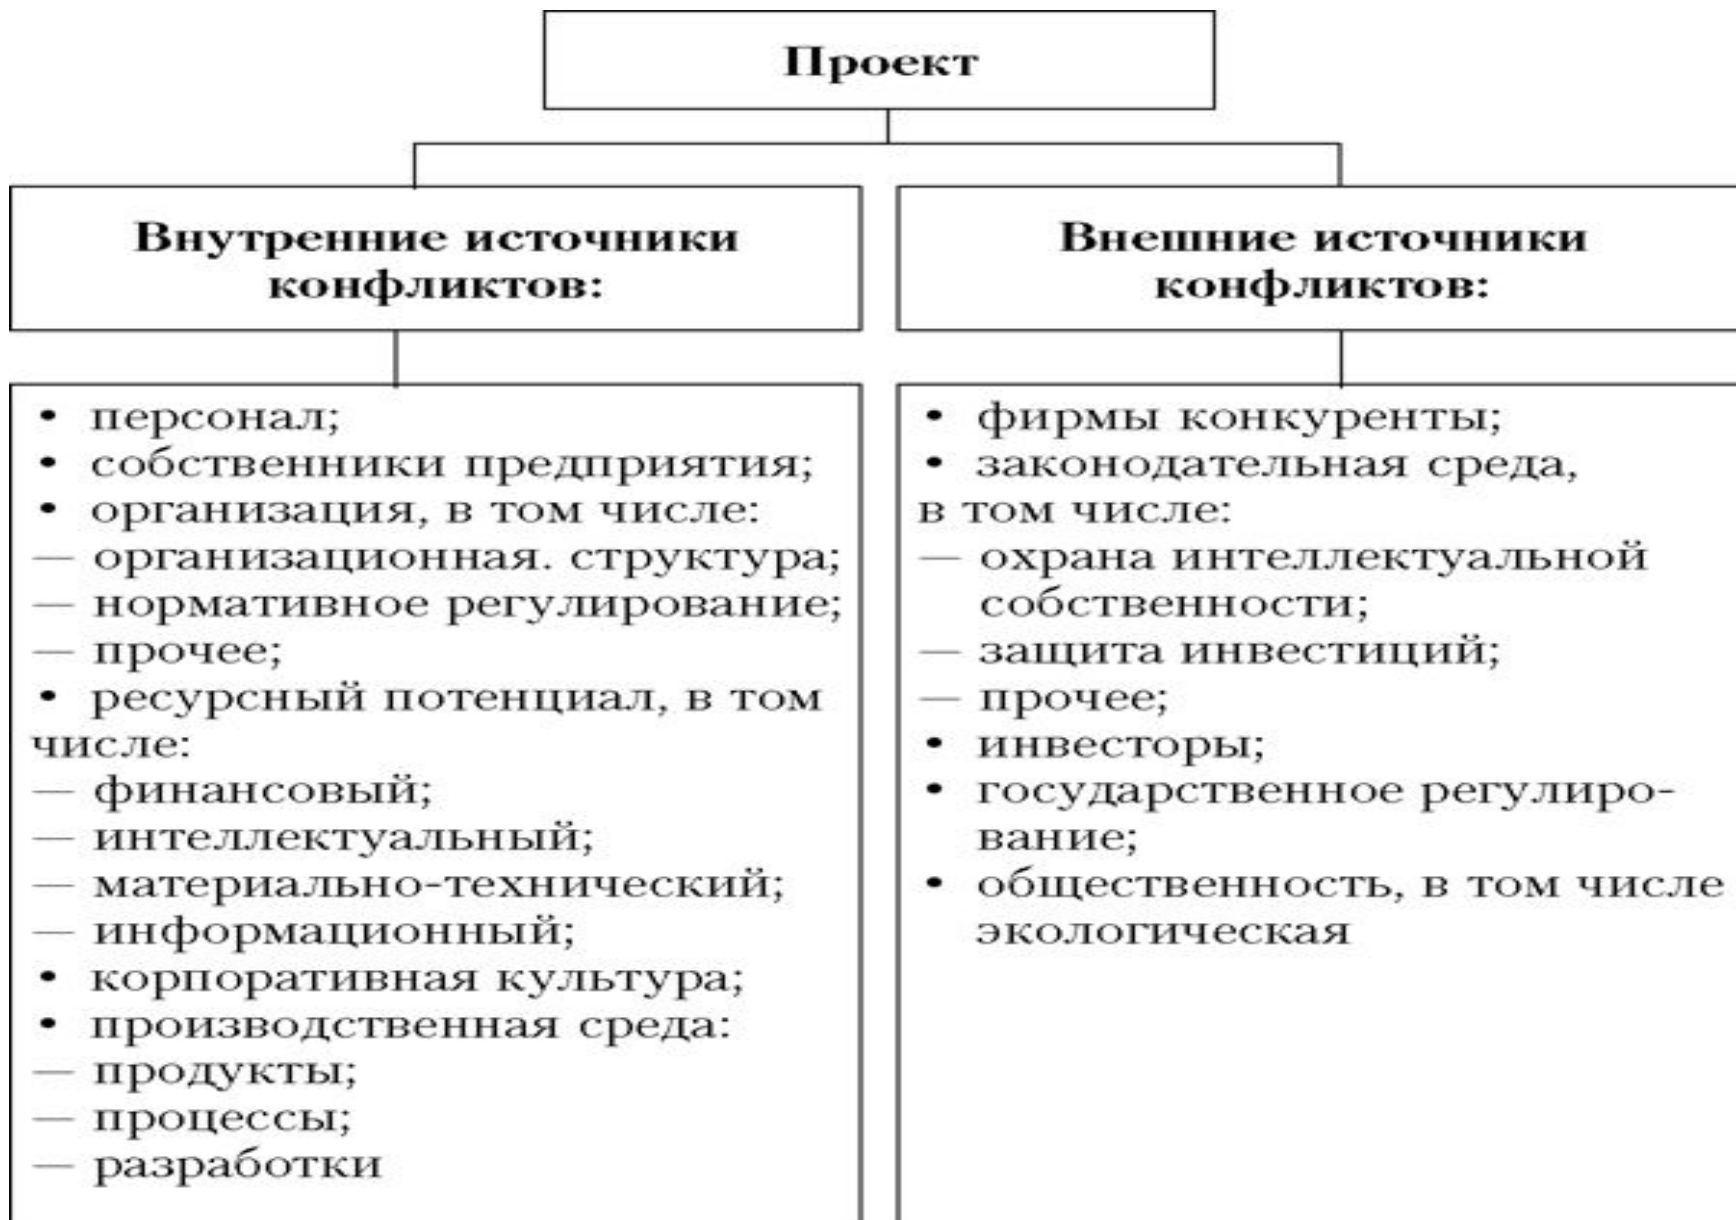 Проект
Внутренние источники
конфликтов:
• персонал;
• собственники предприятия;
• организация, в том числе:
— организационная. структура;
— нормативное регулирование;
— прочее;
• ресурсный потенциал, в том
числе:
— финансовый;
— интеллектуальный;
— материально-технический;
— информационный;
• корпоративная культура;
• производственная среда:
— продукты;
— процессы;
— разработки
Внешние источники
конфликтов:
• фирмы конкуренты;
• законодательная среда,
в том числе:
— охрана интеллектуальной
собственности;
— защита инвестиций;
— прочее;
• инвесторы;
• государственное регулиро-
вание;
• общественность, в том числе
экологическая